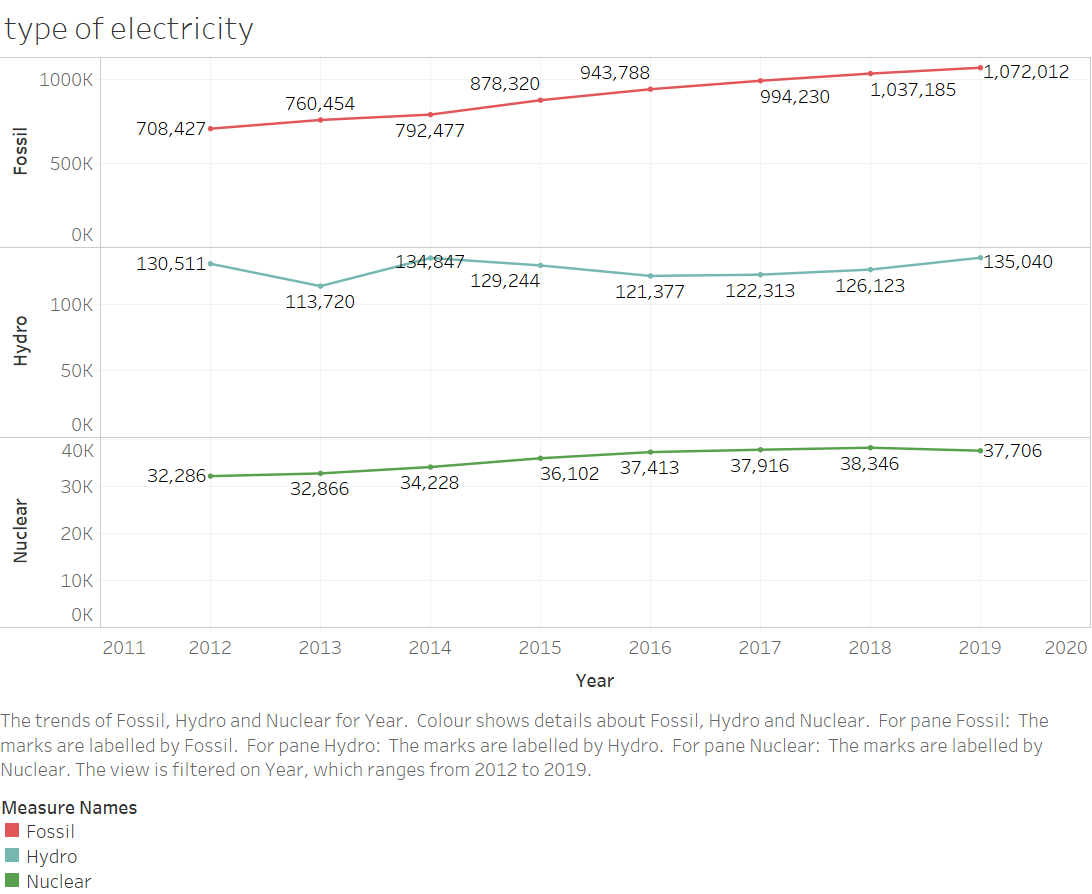 type of electricity
1000K
500K
0K
Fossil
708,427
760,454
792,477
878,320
943,788
994,230
1,037,185
1,072,012
100K
50K
0K
Hydro
130,511
113,720
134,847
129,244
121,377
122,313
126,123
135,040
40K
30K
20K
10K
0K
Nuclear
32,286
32,866
34,228
36,102
37,413
37,916
38,346
37,706
2011 2012 2013 2014 2015 2016 2017 2018 2019 2020
Year
The trends of Fossil, Hydro and Nuclear for Year. Colour shows details about Fossil, Hydro and Nuclear. For pane Fossil: The
marks are labelled by Fossil. For pane Hydro: The marks are labelled by Hydro. For pane Nuclear: The marks are labelled by
Nuclear. The view is filtered on Year, which ranges from 2012 to 2019.
Measure Names
Fossil
Hydro
Nuclear